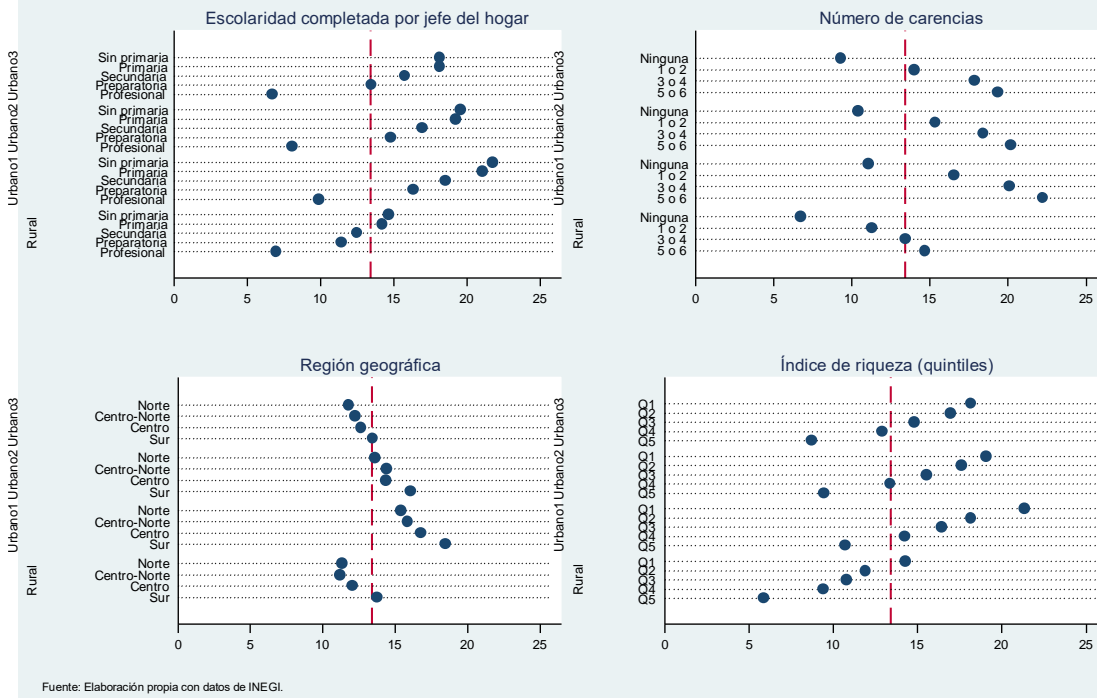 Escolaridad completada por jefe del hogar
Urbano3
Sin primaria
Primaria
Secundaria
Preparatoria
Profesional
Urbano2
Sin primaria
Primaria
Secundaria
Preparatoria
Profesional
Urbano1
Sin primaria
Primaria
Secundaria
Preparatoria
Profesional
Rural
Sin primaria
Primaria
Secundaria
Preparatoria
Profesional
0 5 10 15 20 25
Número de carencias
Urbano3
Ninguna
1 o 2
3 o 4
5 o 6
Urbano2
Ninguna
1 o 2
3 o 4
5 o 6
Urbano1
Ninguna
1 o 2
3 o 4
5 o 6
Rural
Ninguna
1 o 2
3 o 4
5 o 6
0 5 10 15 20 25
Región geográfica
Urbano3
Norte
Centro-Norte
Centro
Sur
Urbano2
Norte
Centro-Norte
Centro
Sur
Urbano1
Norte
Centro-Norte
Centro
Sur
Rural
Norte
Centro-Norte
Centro
Sur
0 5 10 15 20 25
Índice de riqueza (quintiles)
Urbano3
Q1
Q2
Q3
Q4
Q5
Urbano2
Q1
Q2
Q3
Q4
Q5
Urbano1
Q1
Q2
Q3
Q4
Q5
Rural
Q1
Q2
Q3
Q4
Q5
0 5 10 15 20 25
Fuente: Elaboración propia con datos de INEGI.